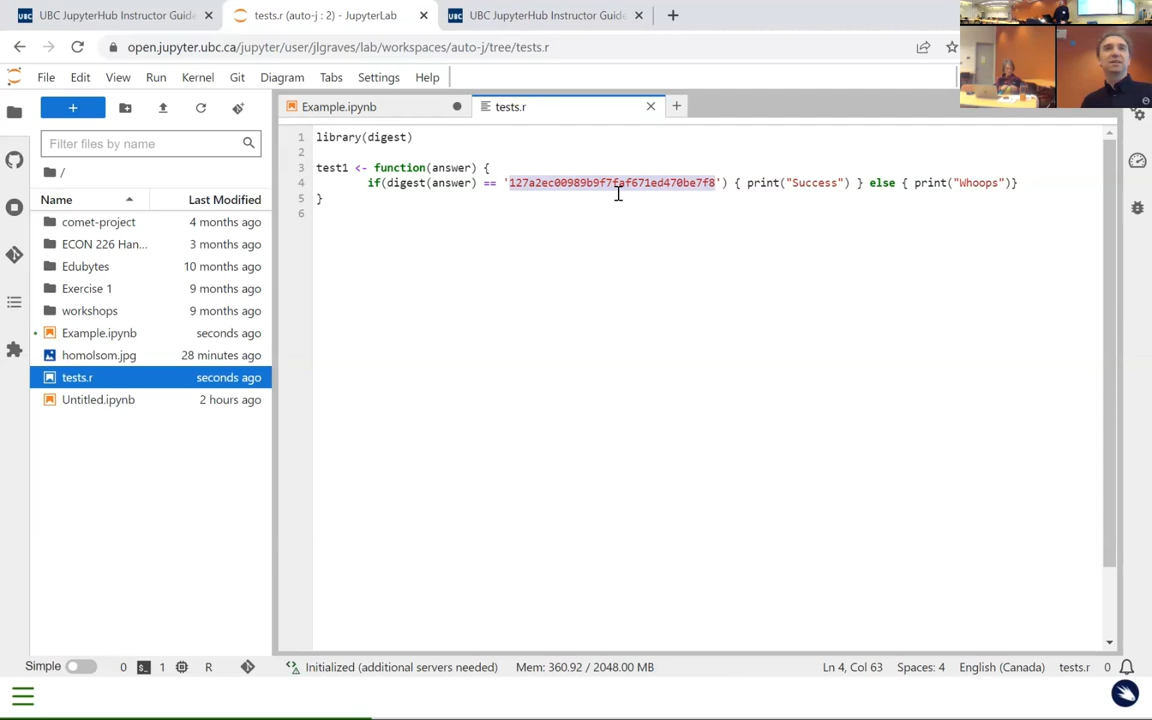 UBC JupyterHub Instructor Guide
tests.r (auto-j : 2) - JupyterLab
UBC JupyterHub Instructor Guide
open.jupyter.ubc.ca/jupyter/user/jlgraves/lab/workspaces/auto-j/tree/tests.r
File Edit View Run Kernel Git Diagram Tabs Settings Help
Example.ipynb
tests.r
Filter files by name
/
Name Last Modified
comet-project 4 months ago
ECON 226 Han... 3 months ago
Edubytes 10 months ago
Exercise 1 9 months ago
workshops 9 months ago
Example.ipynb seconds ago
homolsom.jpg 28 minutes ago
tests.r seconds ago
Untitled.ipynb 2 hours ago
1 library(digest)
2
3 test1 <- function(answer) {
4 if(digest(answer) == '127a2ec00989b9f7faf671ed470be7f8') { print("Success") } else { print("Whoops")}
5 }
6
Simple 0 1 R Initialized (additional servers needed) Mem: 360.92 / 2048.00 MB Ln 4, Col 63 Spaces: 4 English (Canada) tests.r 0